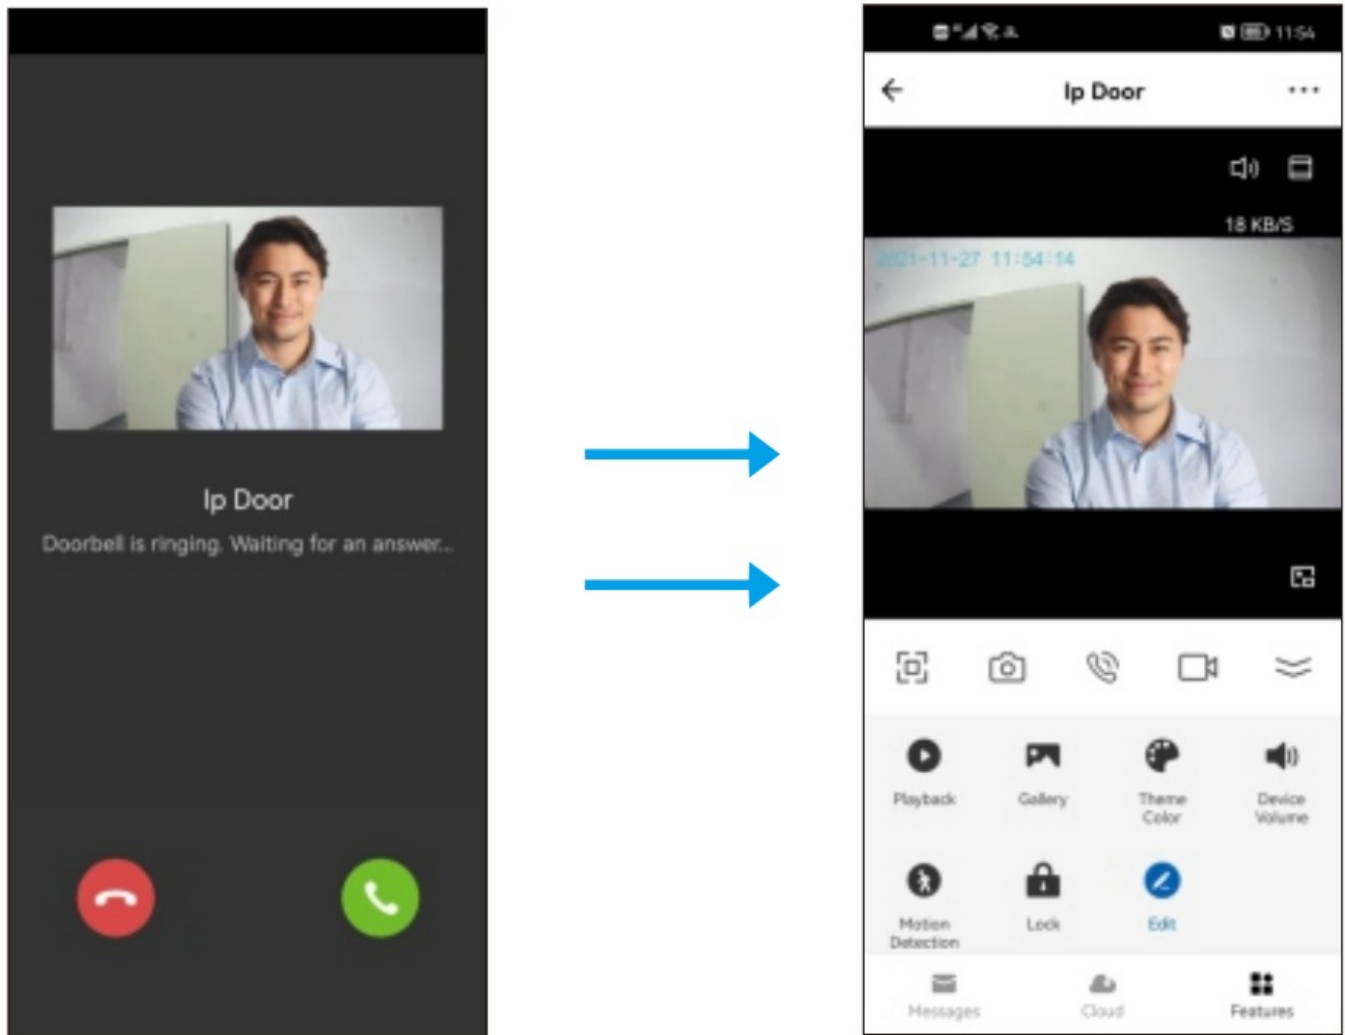 Ip Door
Doorbell is ringing. Waiting for an answer...
11:54
Ip Door
18 KB/S
2021-11-27 11:54:14
Playback
Gallery
Theme
Color
Device
Volume
Motion
Detection
Lock
Edit
Messages
Cloud
Features